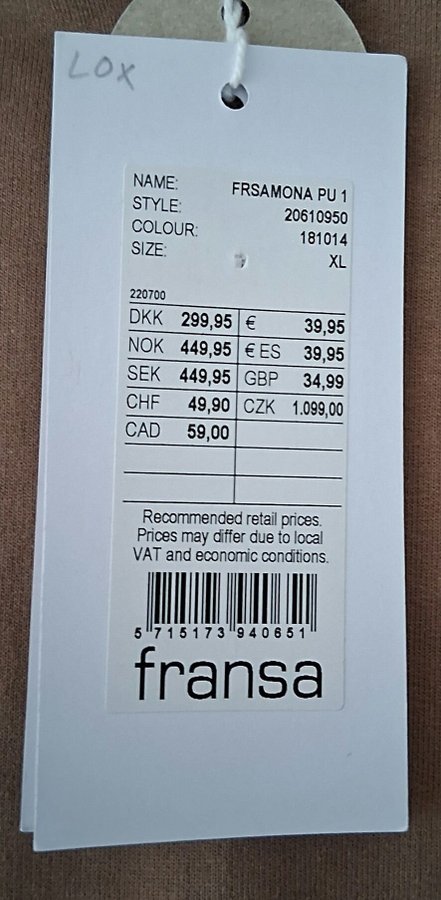 LOX
NAME: FRSAMONA PU 1
STYLE: 20610950
COLOUR: 181014
SIZE: XL
220700
DKK 299,95 € 39,95
NOK 449,95 € ES 39,95
SEK 449,95 GBP 34,99
CHF 49,90 CZK 1.099,00
CAD 59,00
Recommended retail prices.
Prices may differ due to local
VAT and economic conditions.
5 715173 940651
fransa